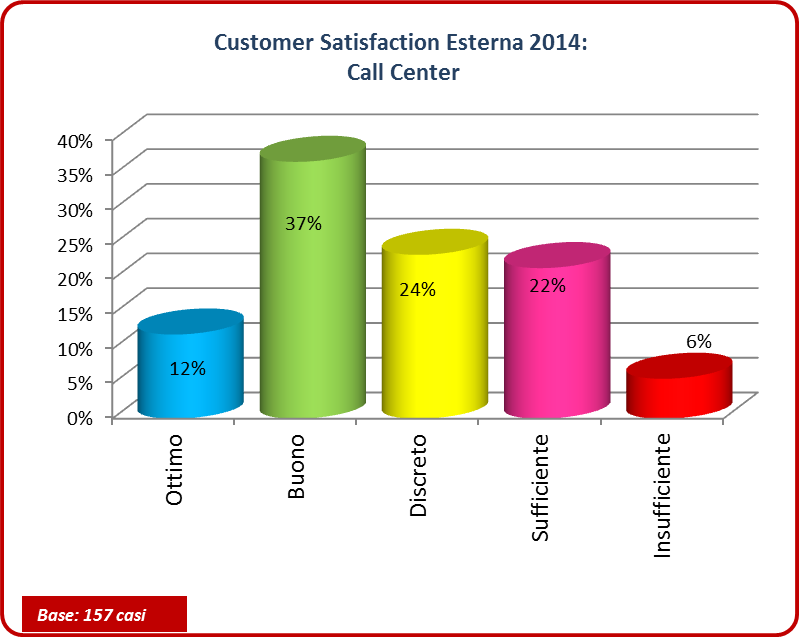 Customer Satisfaction Esterna 2014:
Call Center
40%
35%
30%
25%
20%
15%
10%
5%
0%
12%
37%
24%
22%
6%
Ottimo
Buono
Discreto
Sufficiente
Insufficiente
Base: 157 casi